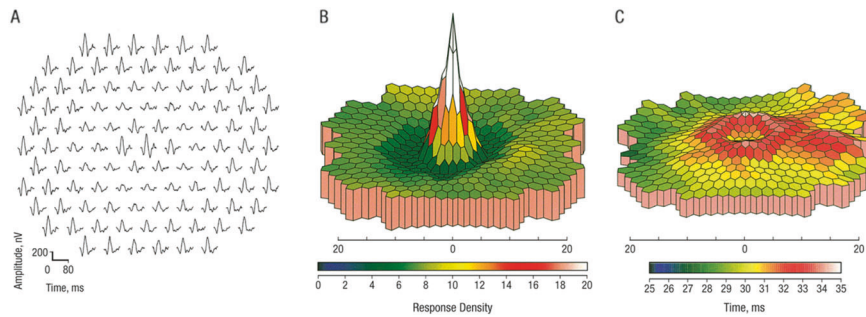 A
B
C
Amplitude, nV
200
0 80
Time, ms
20 0 20
0 2 4 6 8 10 12 14 16 18 20
Response Density
20 0 20
25 26 27 28 29 30 31 32 33 34 35
Time, ms